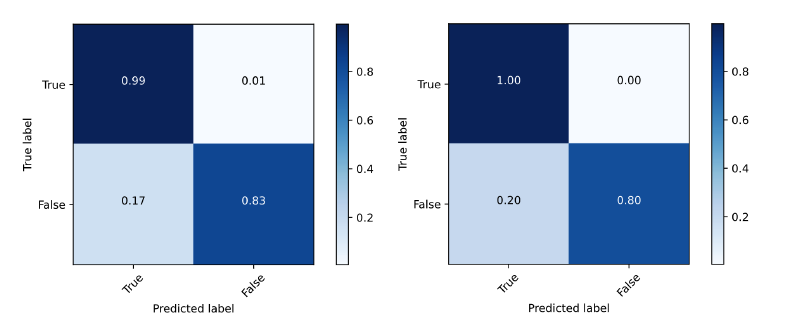 True
0.99
0.01
False
0.17
0.83
True
False
True label
Predicted label
0.8
0.6
0.4
0.2
True
1.00
0.00
False
0.20
0.80
True
False
True label
Predicted label
0.8
0.6
0.4
0.2